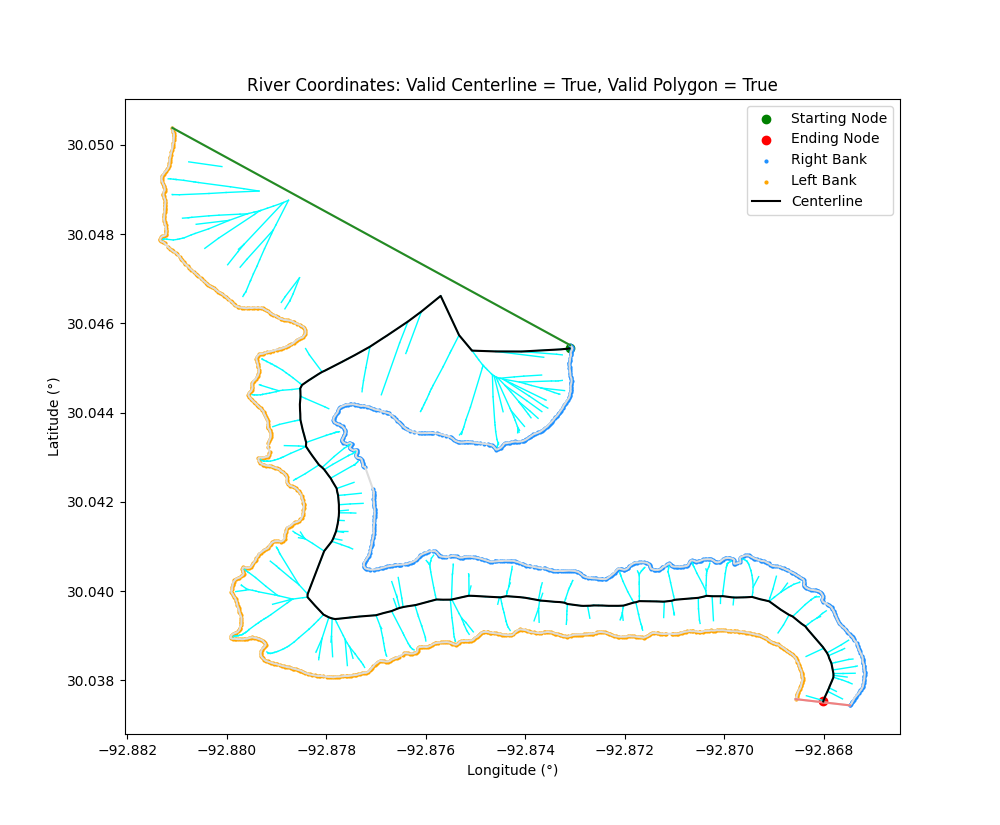 River Coordinates: Valid Centerline = True, Valid Polygon = True
Starting Node
Ending Node
Right Bank
Left Bank
Centerline
Latitude (°)
30.050
30.048
30.046
30.044
30.042
30.040
30.038
−92.882 −92.880 −92.878 −92.876 −92.874 −92.872 −92.870 −92.868
Longitude (°)